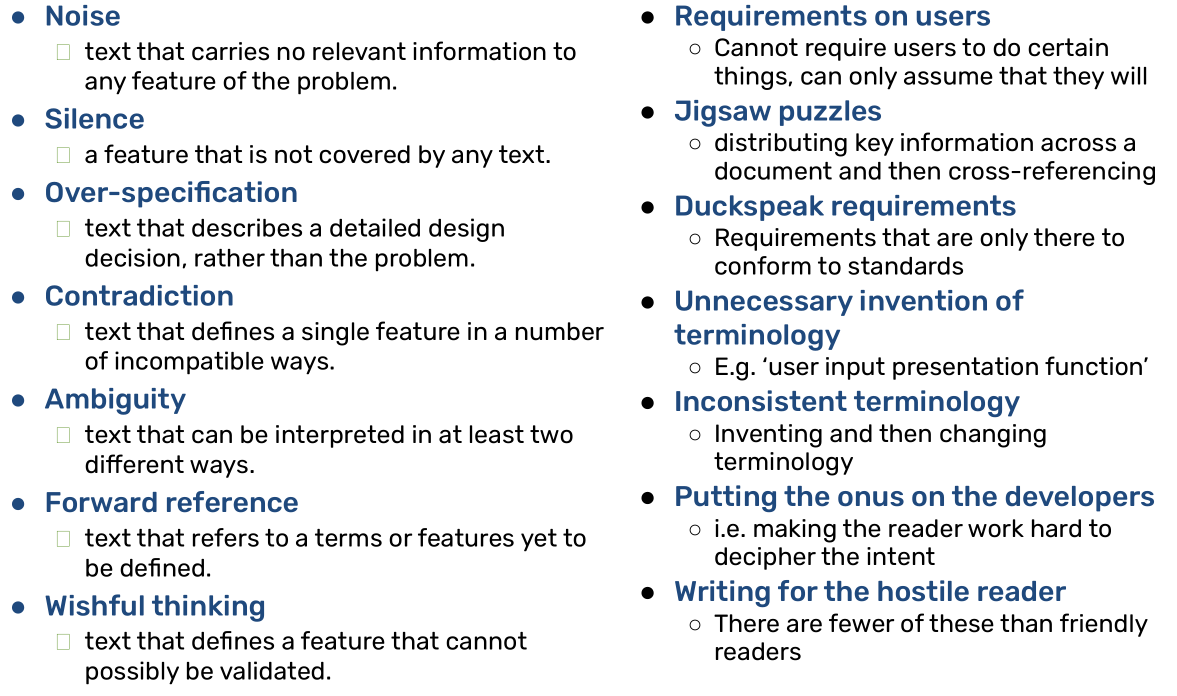 ● Noise
□ text that carries no relevant information to
any feature of the problem.
● Silence
□ a feature that is not covered by any text.
● Over-specification
□ text that describes a detailed design
decision, rather than the problem.
● Contradiction
□ text that defines a single feature in a number
of incompatible ways.
● Ambiguity
□ text that can be interpreted in at least two
different ways.
● Forward reference
□ text that refers to a terms or features yet to
be defined.
● Wishful thinking
□ text that defines a feature that cannot
possibly be validated.
● Requirements on users
○ Cannot require users to do certain
things, can only assume that they will
● Jigsaw puzzles
○ distributing key information across a
document and then cross-referencing
● Duckspeak requirements
○ Requirements that are only there to
conform to standards
● Unnecessary invention of
terminology
○ E.g. ‘user input presentation function’
● Inconsistent terminology
○ Inventing and then changing
terminology
● Putting the onus on the developers
○ i.e. making the reader work hard to
decipher the intent
● Writing for the hostile reader
○ There are fewer of these than friendly
readers